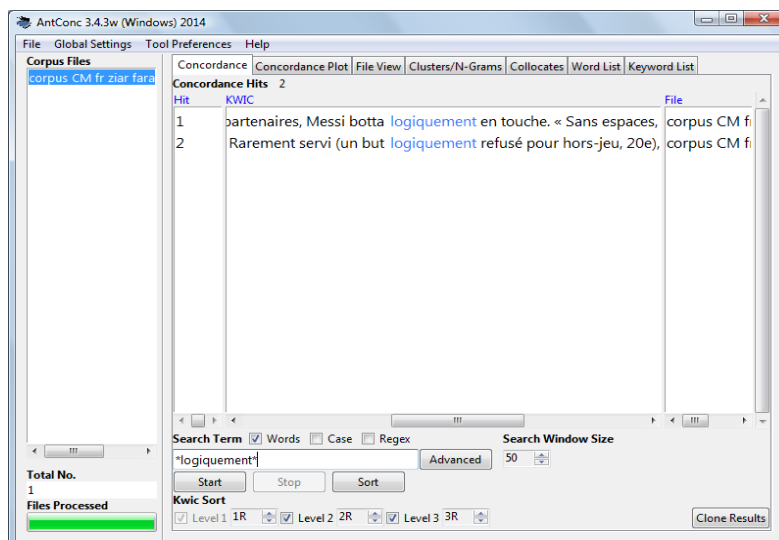 AntConc 3.4.3w (Windows) 2014
File Global Settings Tool Preferences Help
Corpus Files
corpus CM fr ziar fara
Concordance Concordance Plot File View Clusters/N-Grams Collocates Word List Keyword List
Concordance Hits 2
Hit KWIC File
1 partenaires, Messi botta logiquement en touche. « Sans espaces, corpus CM f
2 Rarement servi (un but logiquement refusé pour hors-jeu, 20e), corpus CM f
Search Term Words Case Regex Search Window Size
*logiquement* Advanced 50
Total No.
1
Files Processed
Start Stop Sort
Kwic Sort
Level 1 1R Level 2 2R Level 3 3R Clone Results